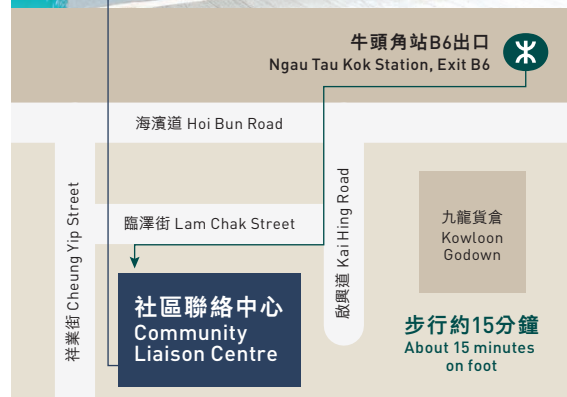 牛頭角站B6出口
Ngau Tau Kok Station, Exit B6
海濱道 Hoi Bun Road
祥業街 Cheung Yip Street
臨澤街 Lam Chak Street
啟興道 Kai Hing Road
九龍貨倉
Kowloon
Godown
社區聯絡中心
Community
Liaison Centre
步行約15分鐘
About 15 minutes
on foot